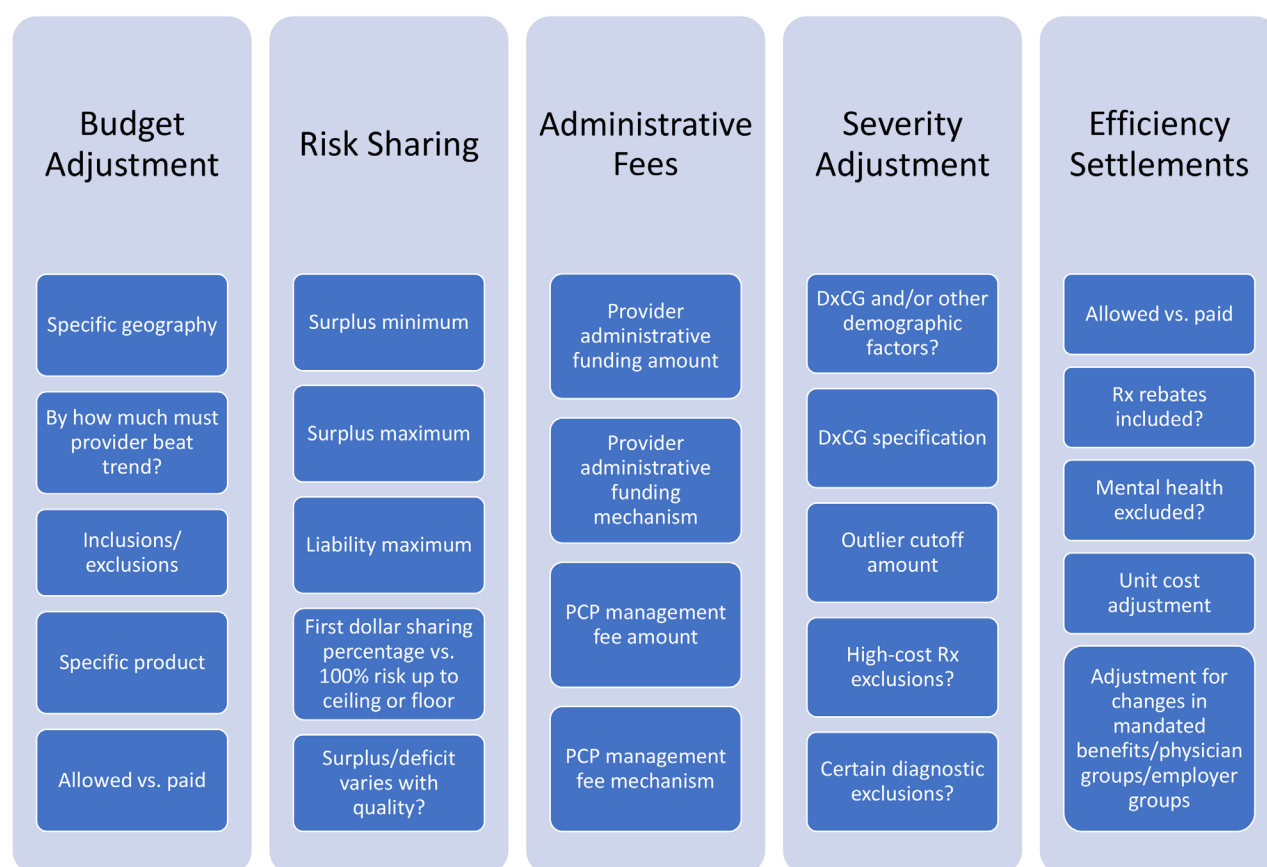 Budget
Adjustment
Specific geography
By how much must
provider beat
trend?
Inclusions/
exclusions
Specific product
Allowed vs. paid
Risk Sharing
Surplus minimum
Surplus maximum
Liability maximum
First dollar sharing
percentage vs.
100% risk up to
ceiling or floor
Surplus/deficit
varies with
quality?
Administrative
Fees
Provider
administrative
funding amount
Provider
administrative
funding
mechanism
PCP management
fee amount
PCP management
fee mechanism
Severity
Adjustment
DxCG and/or other
demographic
factors?
DxCG specification
Outlier cutoff
amount
High-cost Rx
exclusions?
Certain diagnostic
exclusions?
Efficiency
Settlements
Allowed vs. paid
Rx rebates
included?
Mental health
excluded?
Unit cost
adjustment
Adjustment for
changes in
mandated
benefits/physician
groups/employer
groups